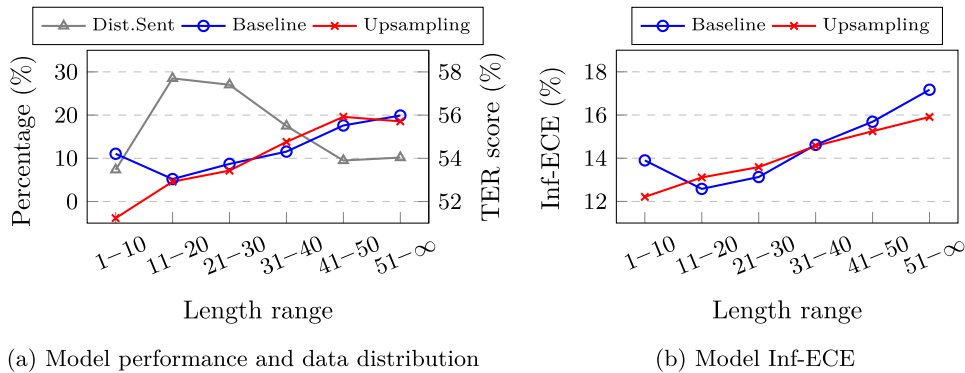 Dist.Sent Baseline Upsampling
Percentage (%)
30
20
10
0
58
56
54
52
TER score (%)
1−10 11−20 21−30 31−40 41−50 51−∞
Length range
(a) Model performance and data distribution
Baseline Upsampling
Inf-ECE (%)
18
16
14
12
1−10 11−20 21−30 31−40 41−50 51−∞
Length range
(b) Model Inf-ECE